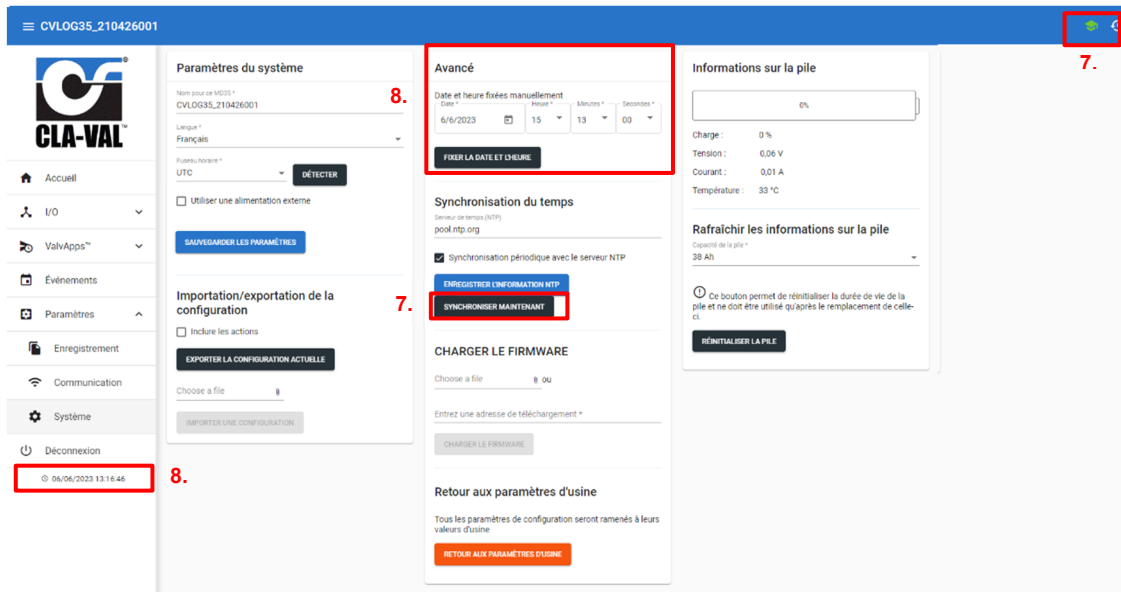 CVLOG35_210426001
7.
CLA-VAL™
Accueil
I/O
ValvApps™
Événements
Paramètres
Enregistrement
Communication
Système
Déconnexion
06/06/2023 13:16:46
8.
Paramètres du système
Nom pour ce MD35 *
CVLOG35_210426001
Langue *
Français
Fuseau horaire *
UTC
DÉTECTER
Utiliser une alimentation externe
SAUVEGARDER LES PARAMÈTRES
Importation/exportation de la
configuration
Inclure les actions
EXPORTER LA CONFIGURATION ACTUELLE
Choose a file
IMPORTER UNE CONFIGURATION
8.
Avancé
Date et heure fixées manuellement
Date * Heure * Minutes * Secondes *
6/6/2023 15 13 00
FIXER LA DATE ET L'HEURE
Synchronisation du temps
Serveur de temps (NTP)
pool.ntp.org
Synchronisation périodique avec le serveur NTP
ENREGISTRER L'INFORMATION NTP
7.
SYNCHRONISER MAINTENANT
CHARGER LE FIRMWARE
Choose a file ou
Entrez une adresse de téléchargement *
CHARGER LE FIRMWARE
Retour aux paramètres d'usine
Tous les paramètres de configuration seront ramenés à leurs
valeurs d'usine
RETOUR AUX PARAMÈTRES D'USINE
Informations sur la pile
0%
Charge : 0 %
Tension : 0,06 V
Courant : 0,01 A
Température : 33 °C
Rafraîchir les informations sur la pile
Capacité de la pile *
38 Ah
Ce bouton permet de réinitialiser la durée de vie de la
pile et ne doit être utilisé qu'après le remplacement de celle-
ci.
RÉINITIALISER LA PILE